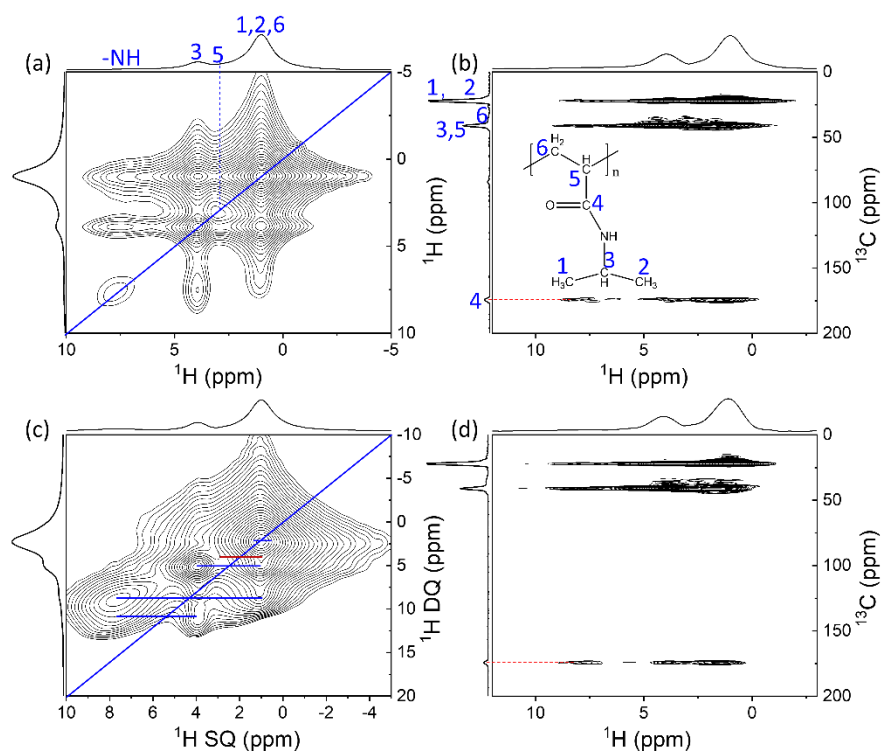 (a)
-NH
3
5
1,2,6
-5
0
5
10
¹H (ppm)
10
5
0
-5
¹H (ppm)
(b)
1, 2
6
3,5
4
0
50
100
150
200
¹³C (ppm)
10
5
0
¹H (ppm)
CH₂
6
H
n
5
4
O
NH
1
3
2
H₃C
C
CH₃
H
(c)
-10
-5
0
5
10
15
20
¹H DQ (ppm)
10
8
6
4
2
0
-2
-4
¹H SQ (ppm)
(d)
0
50
100
150
200
¹³C (ppm)
10
5
0
¹H (ppm)